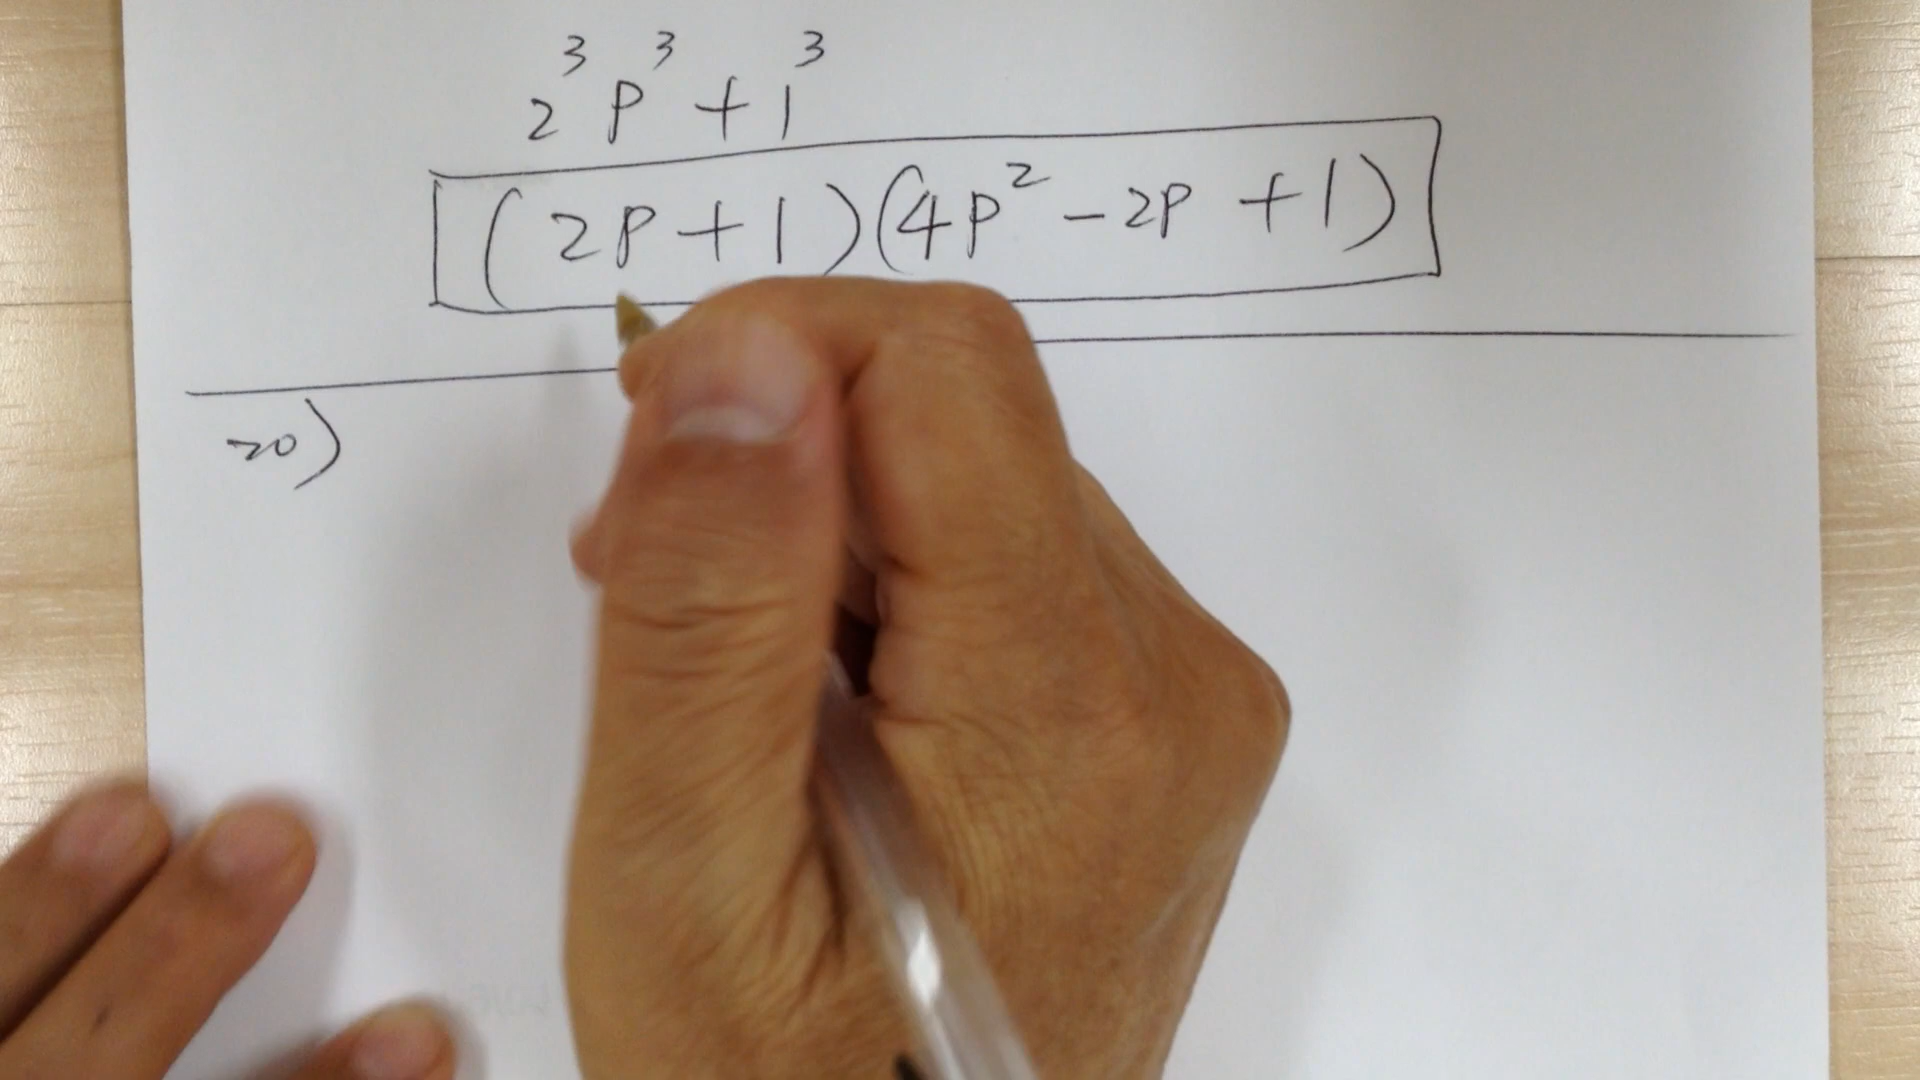 2³p³ + 1³
(2p + 1)(4p² - 2p + 1)
20)